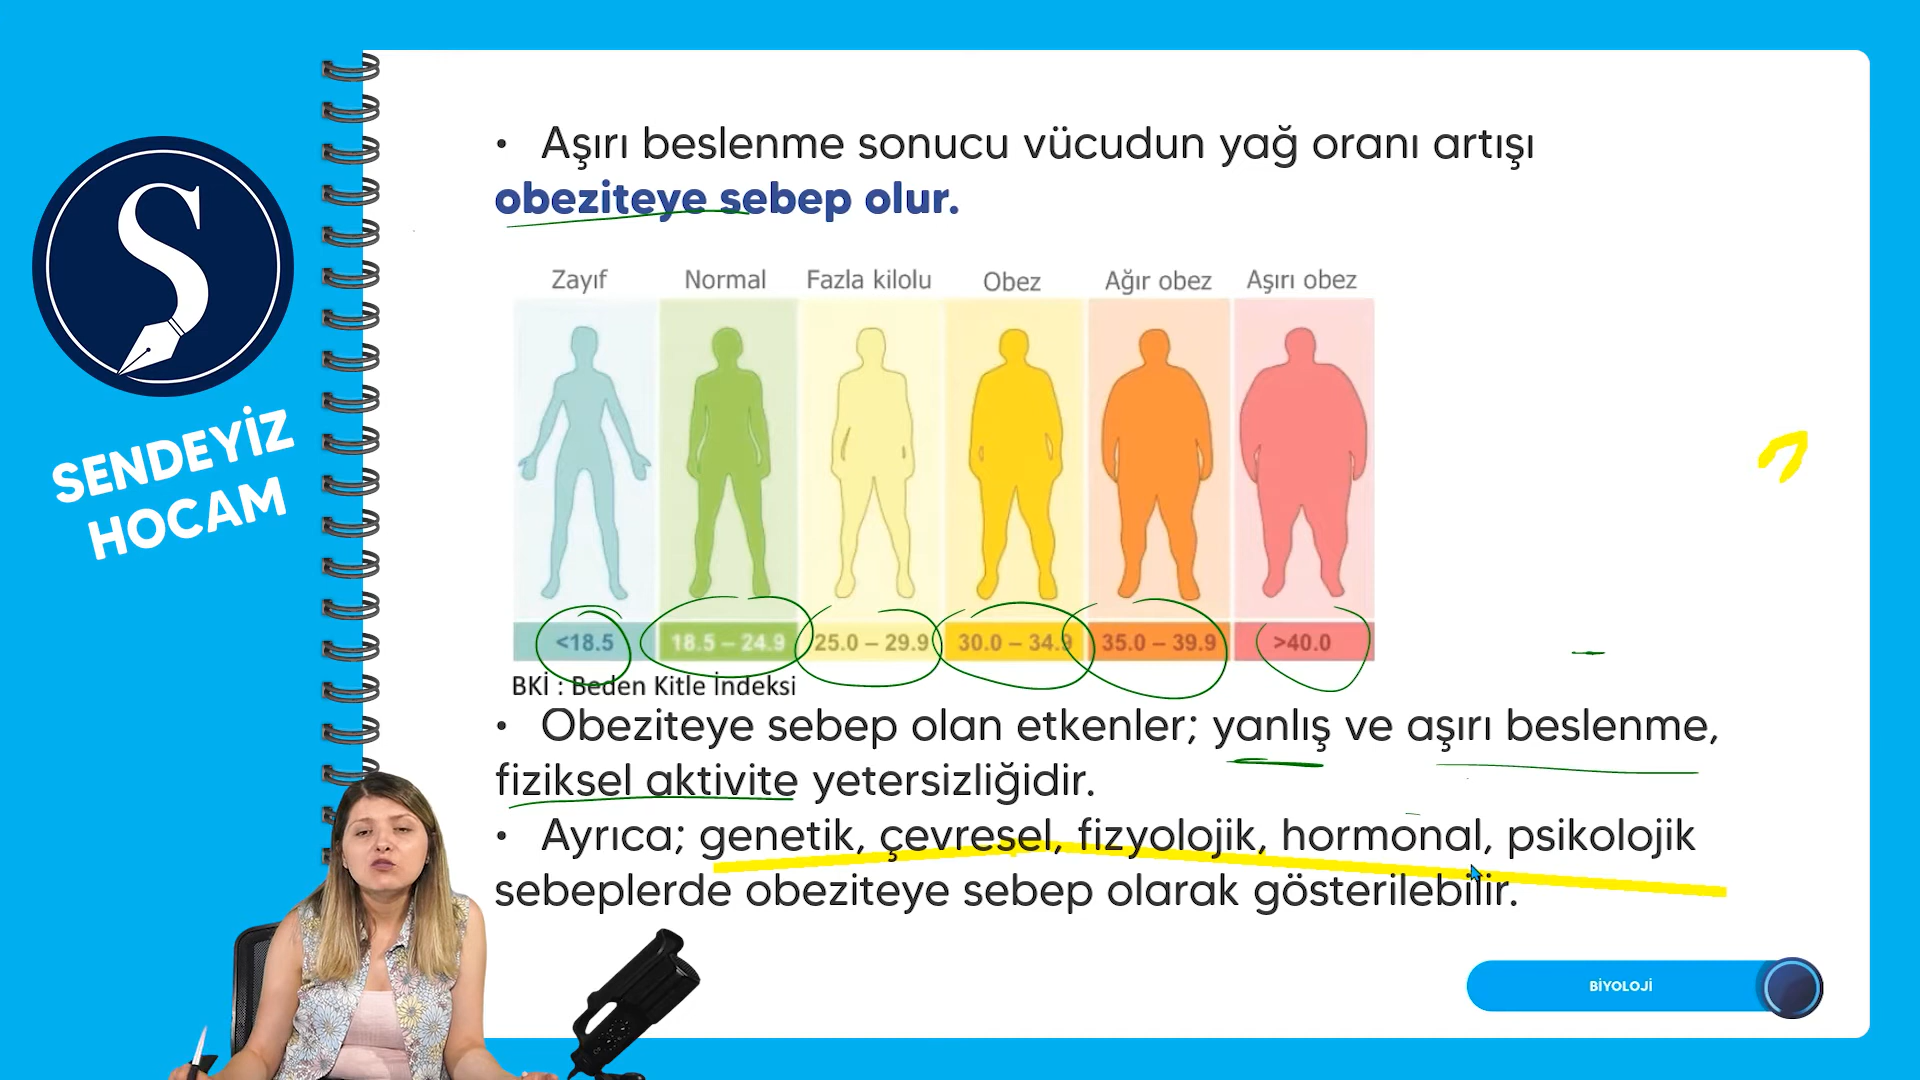 SENDEYİZ
HOCAM
• Aşırı beslenme sonucu vücudun yağ oranı artışı
obeziteye sebep olur.
Zayıf Normal Fazla kilolu Obez Ağır obez Aşırı obez
<18.5 18.5 – 24.9 25.0 – 29.9 30.0 – 34.9 35.0 – 39.9 >40.0
BKİ : Beden Kitle İndeksi
• Obeziteye sebep olan etkenler; yanlış ve aşırı beslenme,
fiziksel aktivite yetersizliğidir.
• Ayrıca; genetik, çevresel, fizyolojik, hormonal, psikolojik
sebeplerde obeziteye sebep olarak gösterilebilir.
BİYOLOJİ